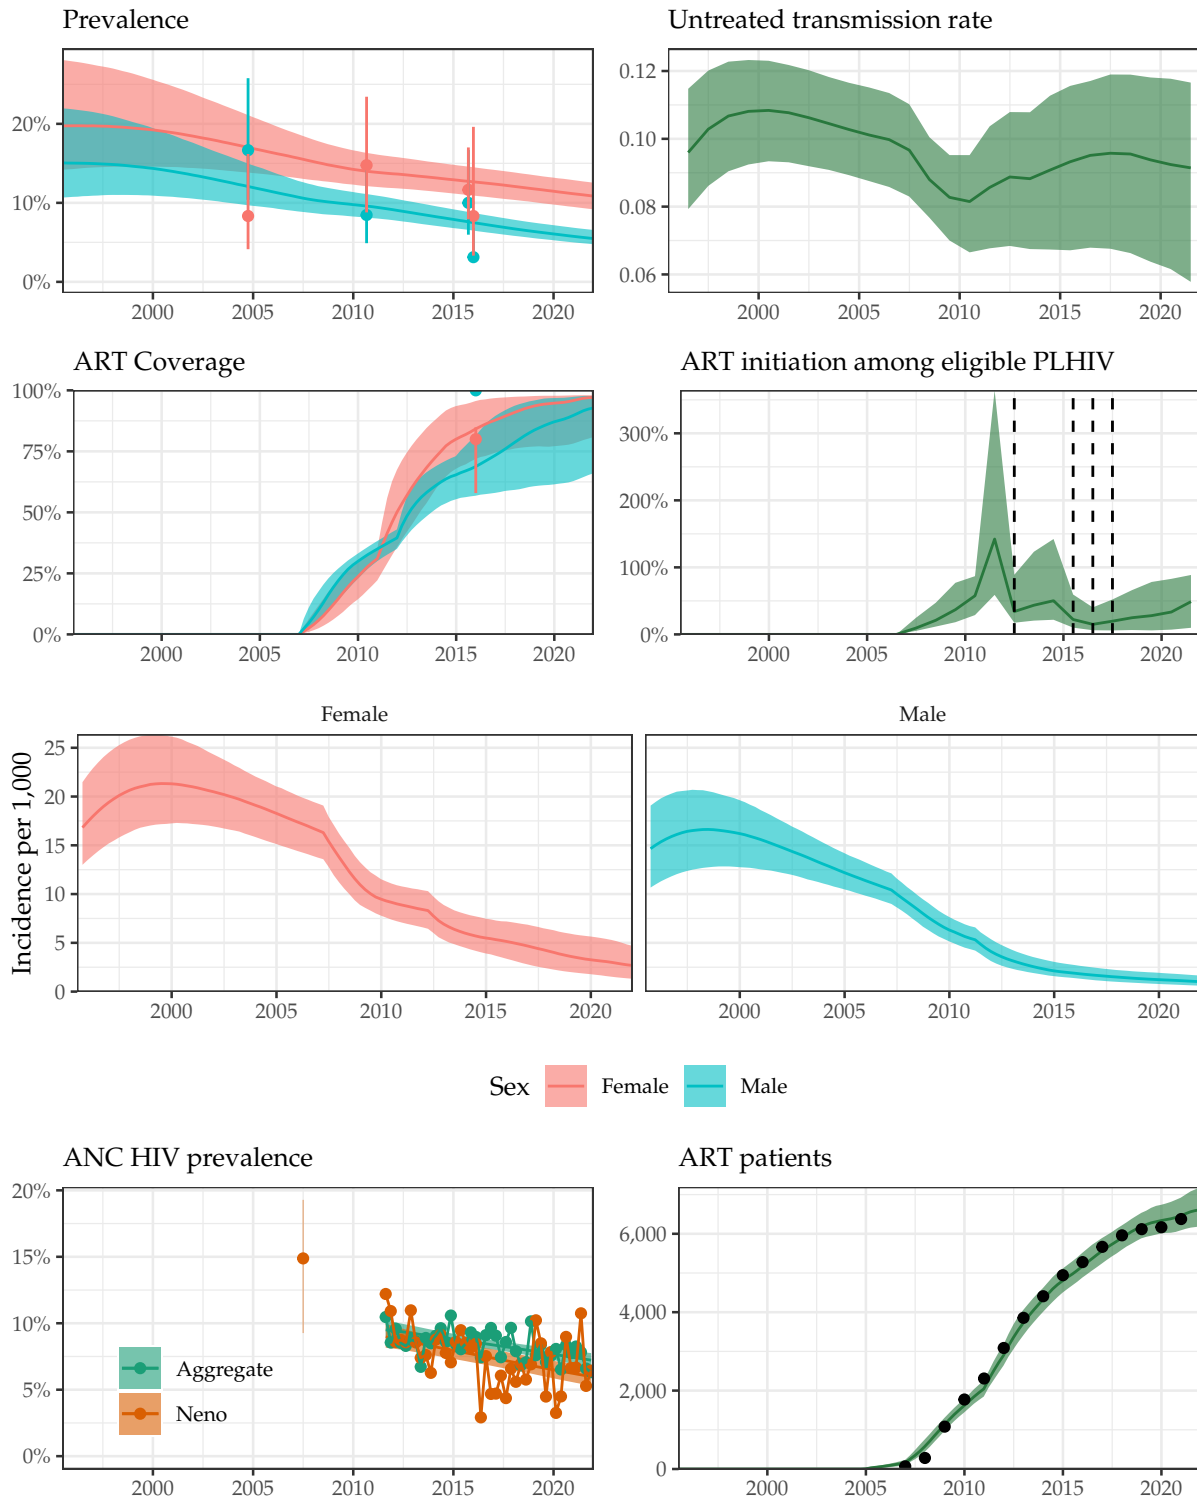 Prevalence
20%
10%
0%
2000 2005 2010 2015 2020
Untreated transmission rate
0.12
0.10
0.08
0.06
2000 2005 2010 2015 2020
ART Coverage
100%
75%
50%
25%
0%
2000 2005 2010 2015 2020
ART initiation among eligible PLHIV
300%
200%
100%
0%
2000 2005 2010 2015 2020
Female
Male
Incidence per 1,000
25
20
15
10
5
0
2000 2005 2010 2015 2020
2000 2005 2010 2015 2020
Sex Female Male
ANC HIV prevalence
20%
15%
10%
5%
0%
Aggregate
Neno
2000 2005 2010 2015 2020
ART patients
6,000
4,000
2,000
0
2000 2005 2010 2015 2020